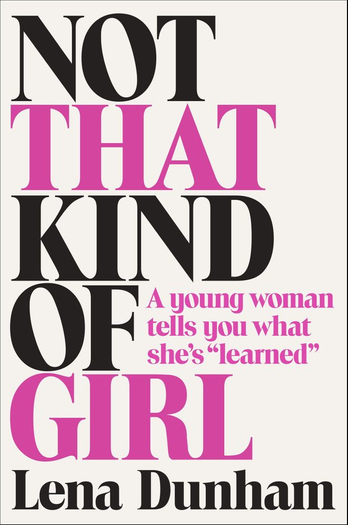 NOT
THAT
KIND
OF
A young woman
tells you what
she's “learned”
GIRL
Lena Dunham